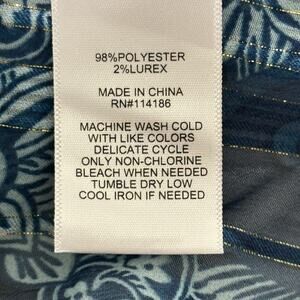 98%POLYESTER
2%LUREX
MADE IN CHINA
RN#114186
MACHINE WASH COLD
WITH LIKE COLORS
DELICATE CYCLE
ONLY NON-CHLORINE
BLEACH WHEN NEEDED
TUMBLE DRY LOW
COOL IRON IF NEEDED